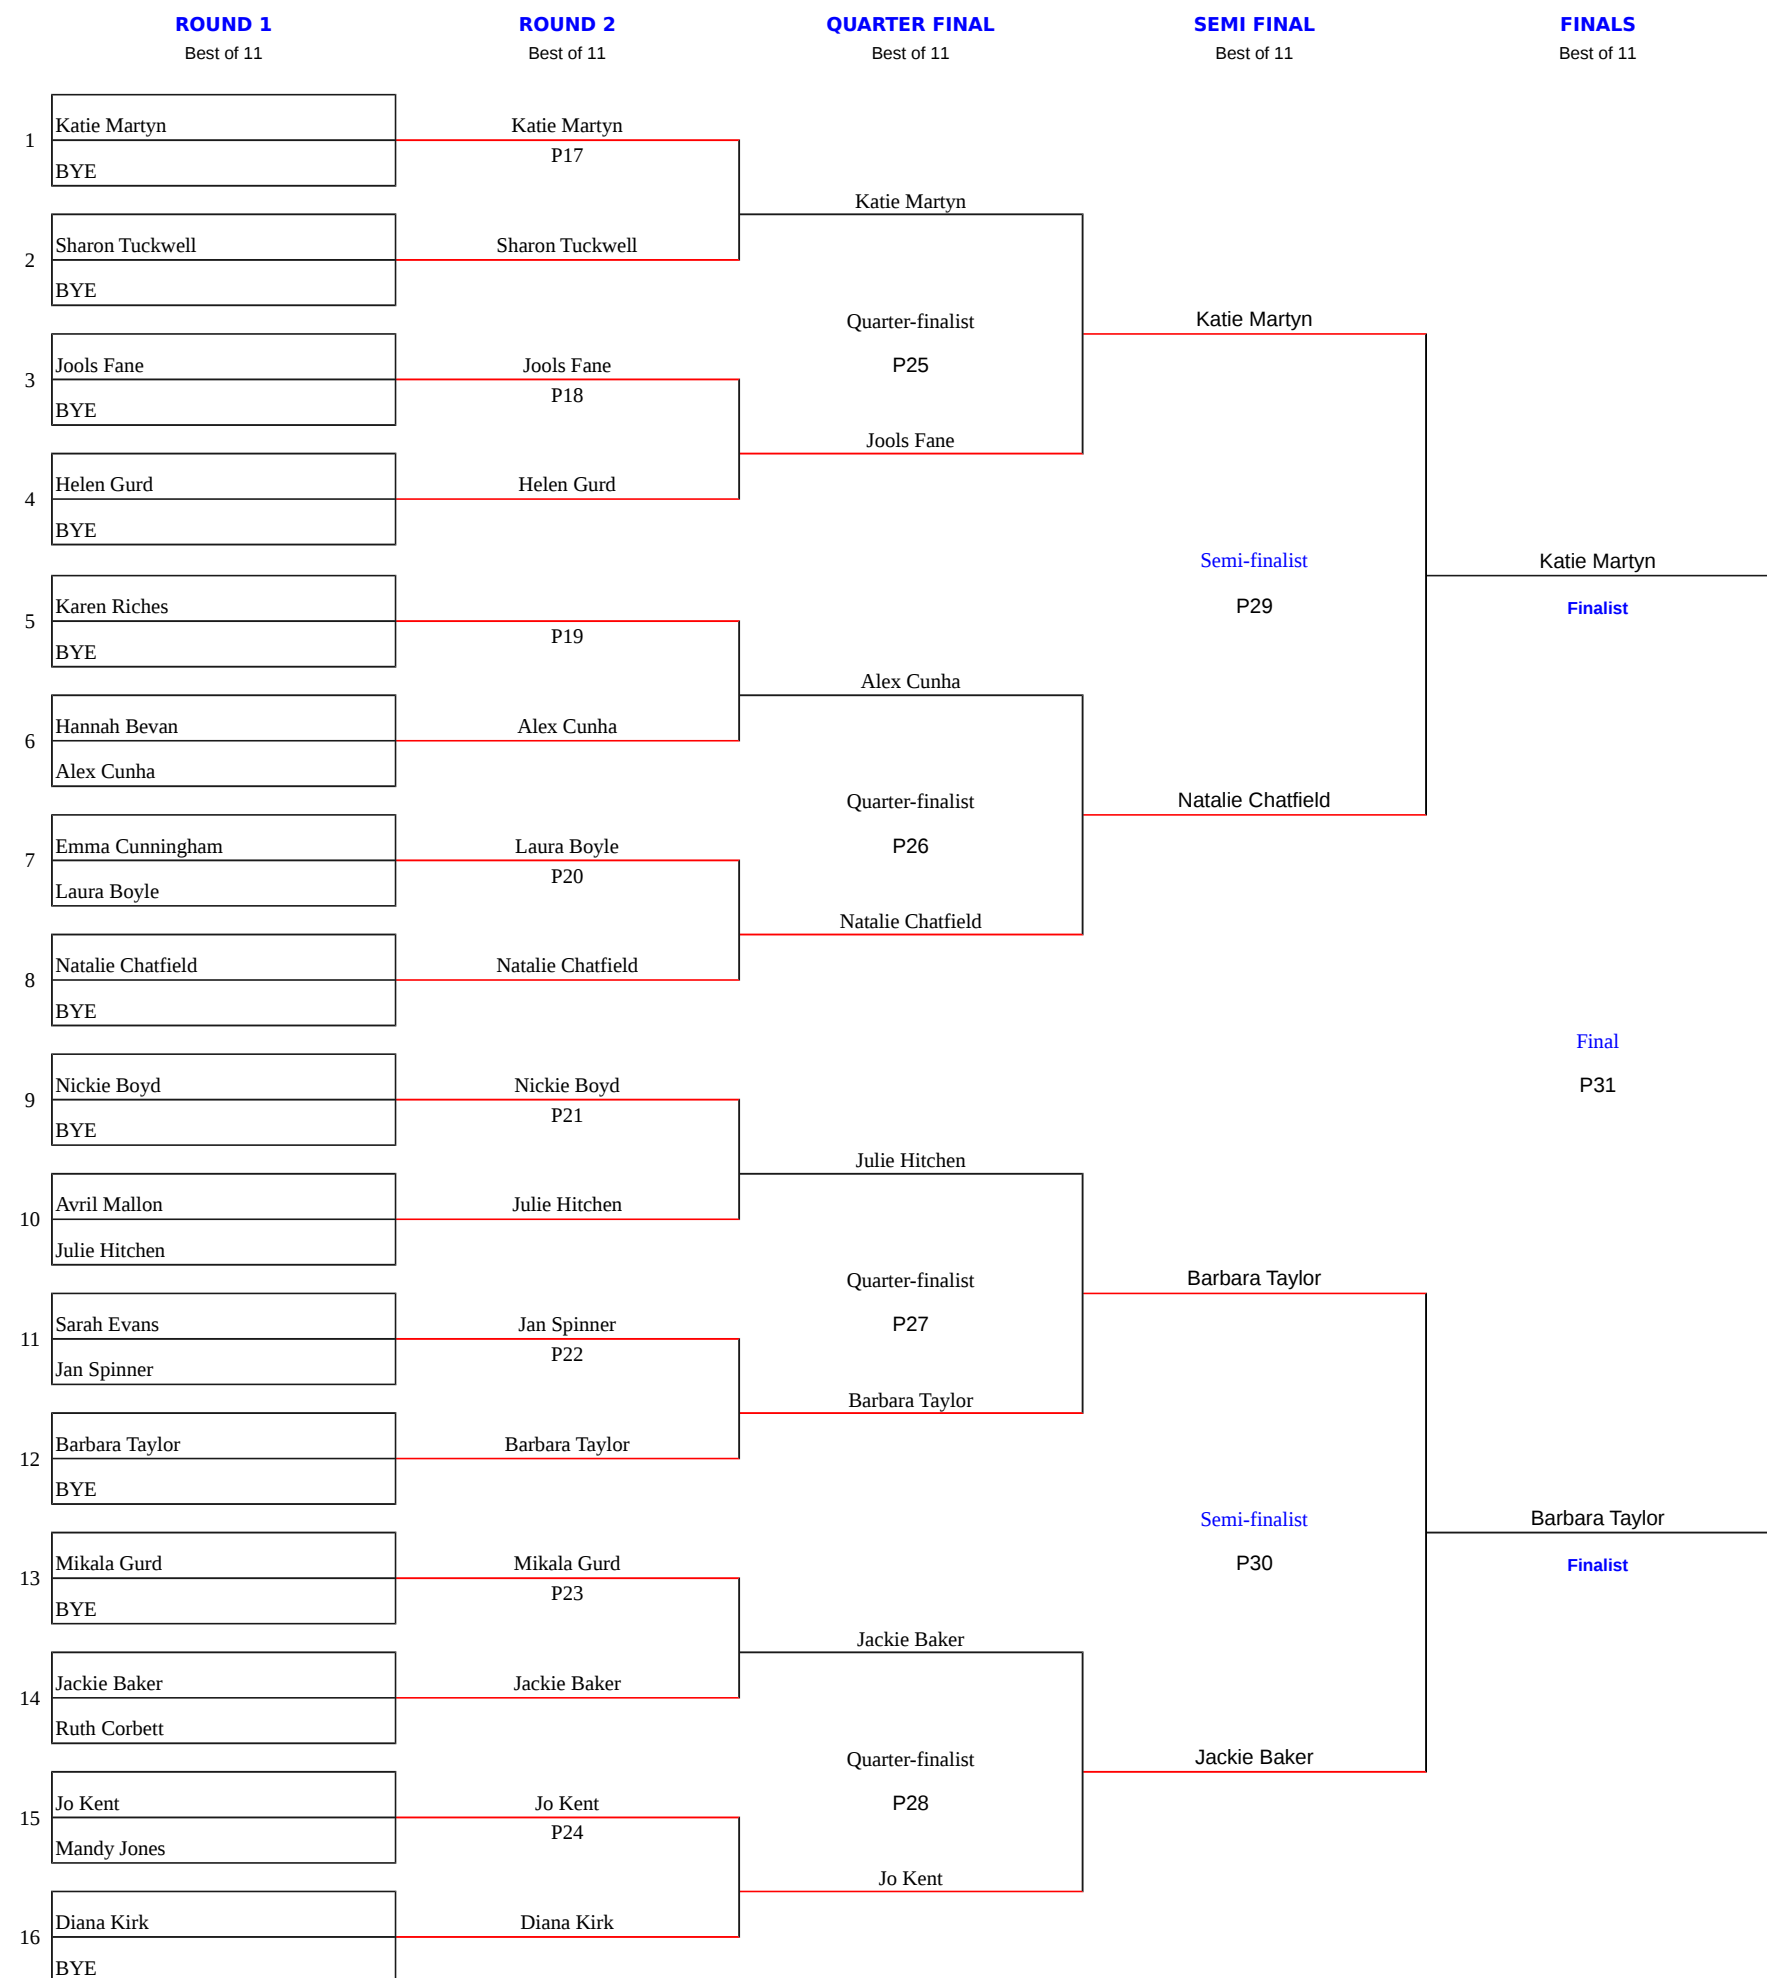 ROUND 1
ROUND 2
QUARTER FINAL
SEMI FINAL
FINALS
Best of 11
Best of 11
Best of 11
Best of 11
Best of 11
1
Katie Martyn
BYE
2
Sharon Tuckwell
BYE
3
Jools Fane
BYE
4
Helen Gurd
BYE
5
Karen Riches
BYE
6
Hannah Bevan
Alex Cunha
7
Emma Cunningham
Laura Boyle
8
Natalie Chatfield
BYE
9
Nickie Boyd
BYE
10
Avril Mallon
Julie Hitchen
11
Sarah Evans
Jan Spinner
12
Barbara Taylor
BYE
13
Mikala Gurd
BYE
14
Jackie Baker
Ruth Corbett
15
Jo Kent
Mandy Jones
16
Diana Kirk
BYE
Katie Martyn
P17
Sharon Tuckwell
Jools Fane
P18
Helen Gurd
P19
Alex Cunha
Laura Boyle
P20
Natalie Chatfield
Nickie Boyd
P21
Julie Hitchen
Jan Spinner
P22
Barbara Taylor
Mikala Gurd
P23
Jackie Baker
Jo Kent
P24
Diana Kirk
Katie Martyn
Quarter-finalist
P25
Jools Fane
Alex Cunha
Quarter-finalist
P26
Natalie Chatfield
Julie Hitchen
Quarter-finalist
P27
Barbara Taylor
Jackie Baker
Quarter-finalist
P28
Jo Kent
Katie Martyn
Semi-finalist
P29
Natalie Chatfield
Barbara Taylor
Semi-finalist
P30
Jackie Baker
Katie Martyn
Finalist
Final
P31
Barbara Taylor
Finalist